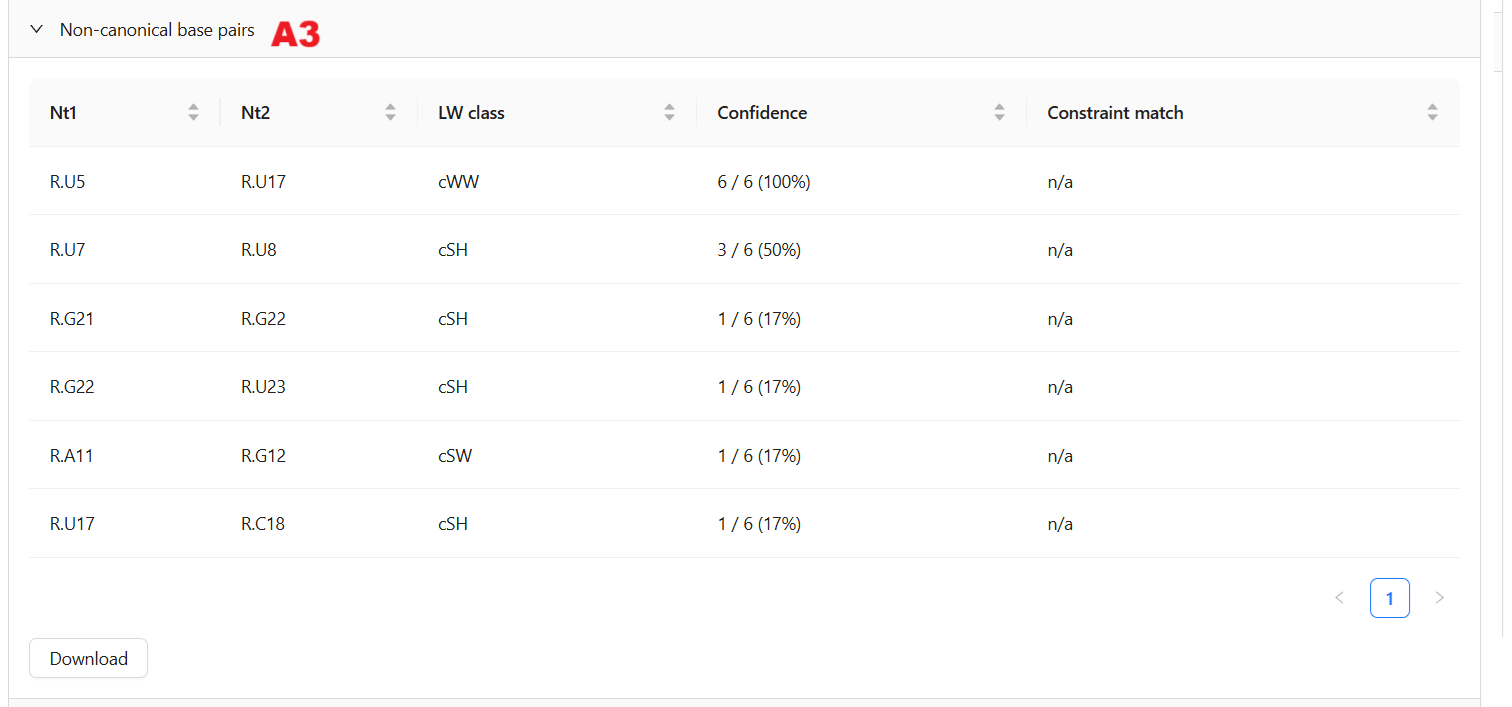 Non-canonical base pairs A3
Nt1 Nt2 LW class Confidence Constraint match
R.U5 R.U17 cWW 6 / 6 (100%) n/a
R.U7 R.U8 cSH 3 / 6 (50%) n/a
R.G21 R.G22 cSH 1 / 6 (17%) n/a
R.G22 R.U23 cSH 1 / 6 (17%) n/a
R.A11 R.G12 cSW 1 / 6 (17%) n/a
R.U17 R.C18 cSH 1 / 6 (17%) n/a
1
Download